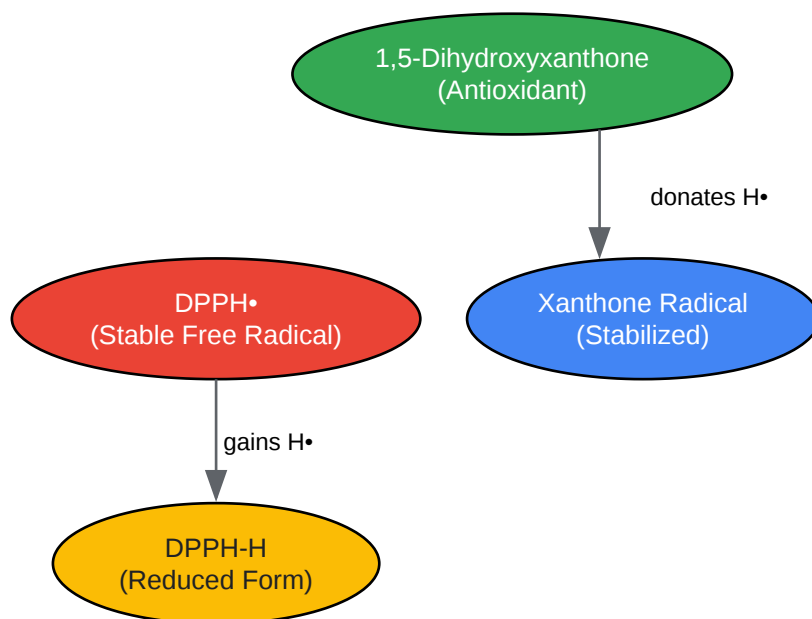 1,5-Dihydroxyxanthone
(Antioxidant)
donates H•
DPPH•
(Stable Free Radical)
Xanthone Radical
(Stabilized)
gains H•
DPPH-H
(Reduced Form)